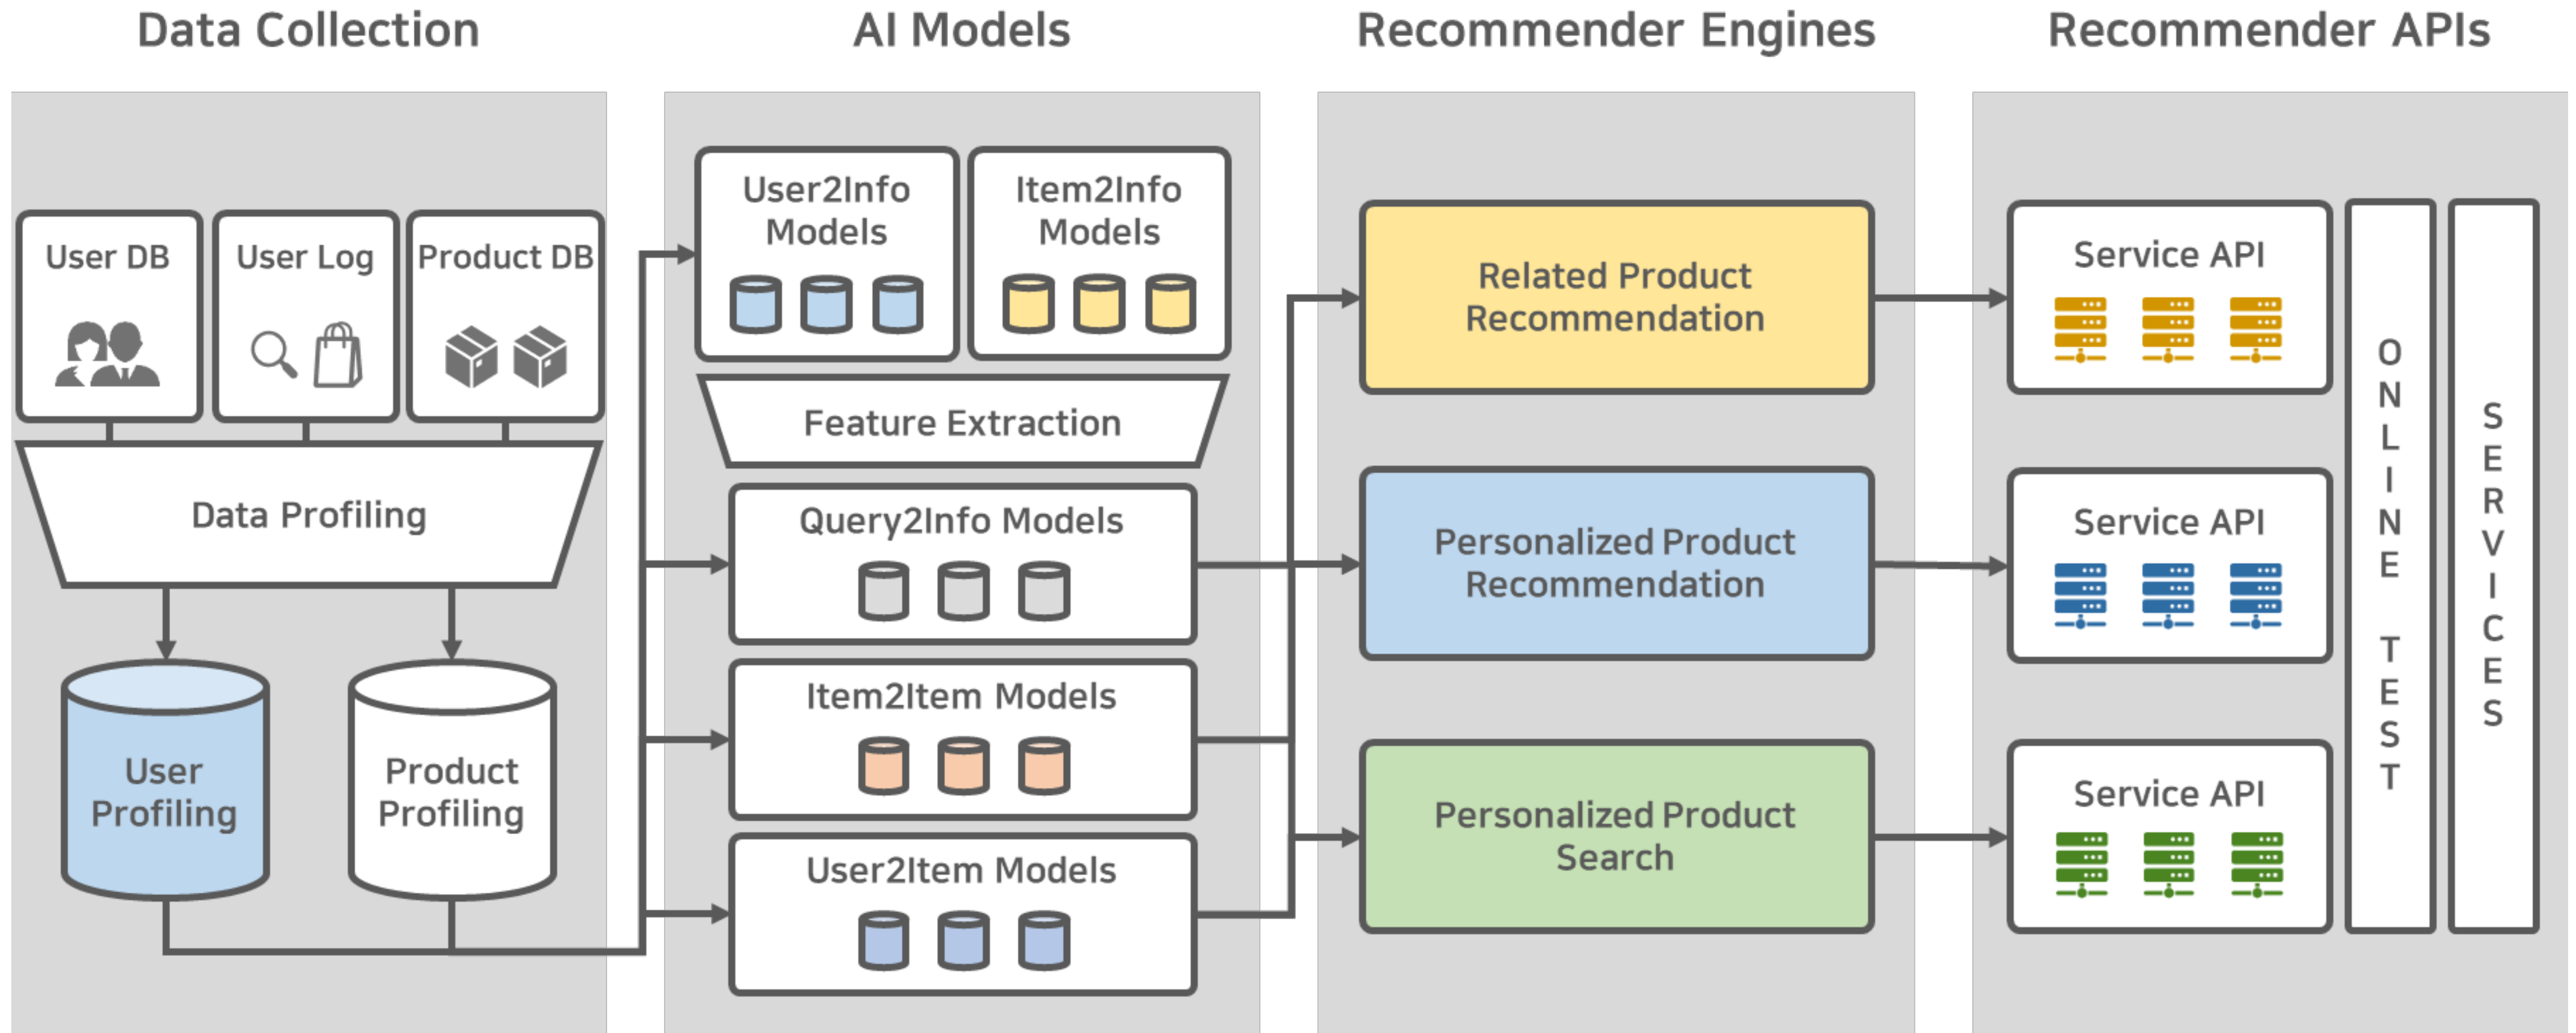 Data Collection
AI Models
Recommender Engines
Recommender APIs
User DB
User Log
Product DB
Data Profiling
User
Profiling
Product
Profiling
User2Info
Models
Item2Info
Models
Feature Extraction
Query2Info Models
Item2Item Models
User2Item Models
Related Product
Recommendation
Personalized Product
Recommendation
Personalized Product
Search
Service API
Service API
Service API
ONLINE TEST
SERVICES